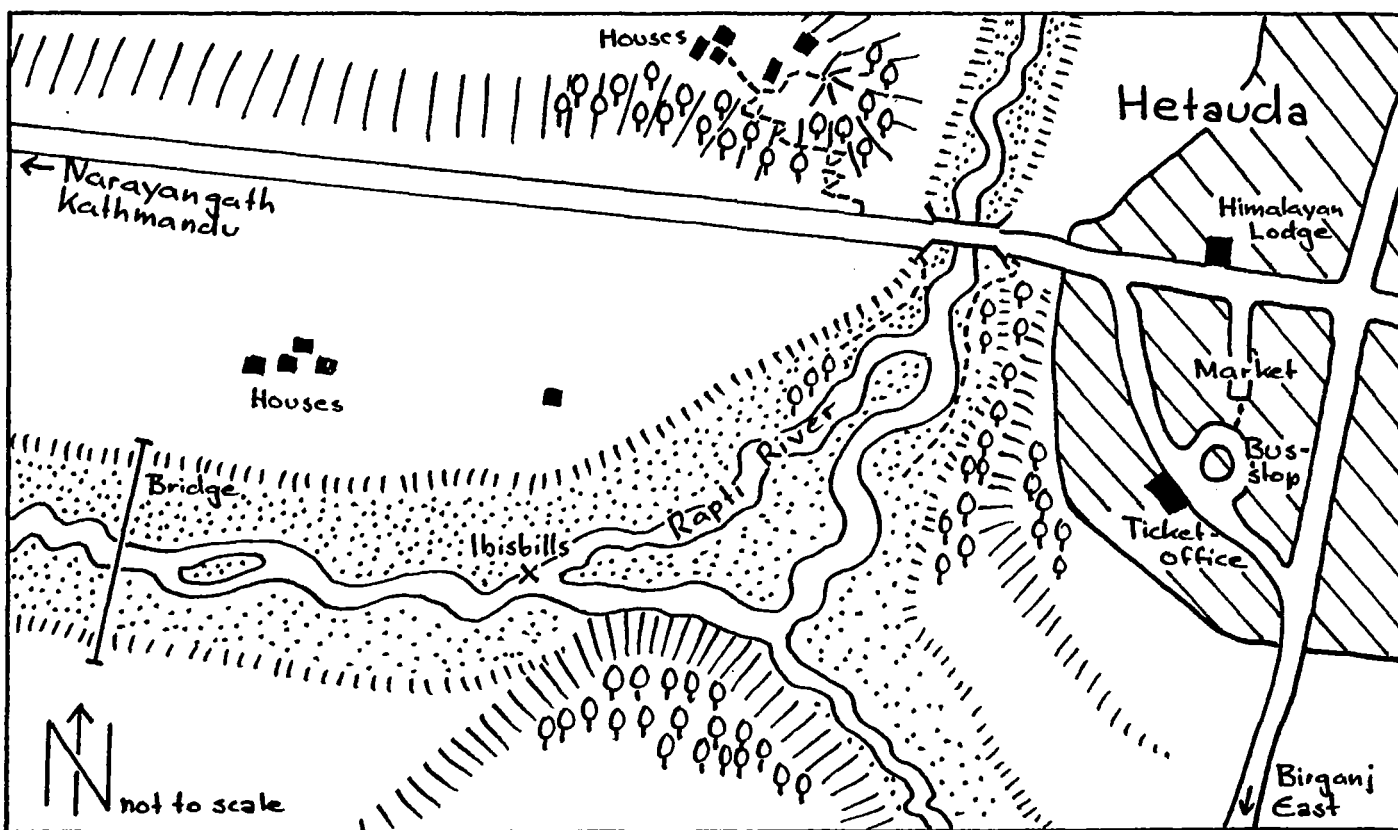 Houses
Hetauda
← Narayangath
Kathmandu
Himalayan
Lodge
Houses
Market
Bus-
stop
Bridge
Rapti River
Ibisbills
Ticket-
office
N
not to scale
Birganj
East